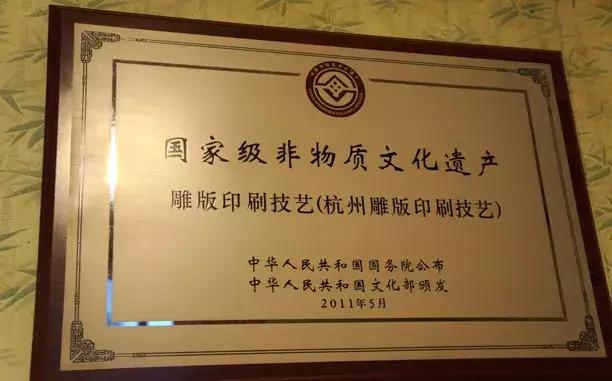 国家级非物质文化遗产
雕版印刷技艺(杭州雕版印刷技艺)
中华人民共和国国务院公布
中华人民共和国文化部颁发
2011年5月